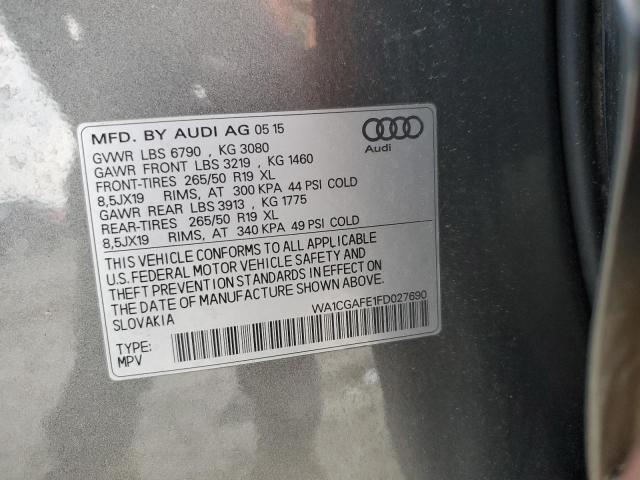 MFD. BY AUDI AG 05 15
GVWR LBS 6790 , KG 3080
GAWR FRONT LBS 3219 , KG 1460
FRONT-TIRES 265/50 R19 XL
8,5JX19 RIMS, AT 300 KPA 44 PSI COLD
GAWR REAR LBS 3913 , KG 1775
REAR-TIRES 265/50 R19 XL
8,5JX19 RIMS, AT 340 KPA 49 PSI COLD
Audi
THIS VEHICLE CONFORMS TO ALL APPLICABLE
U.S. FEDERAL MOTOR VEHICLE SAFETY AND
THEFT PREVENTION STANDARDS IN EFFECT ON
THE DATE OF MANUFACTURE SHOWN ABOVE.
SLOVAKIA
WA1CGAFE1FD027690
TYPE:
MPV